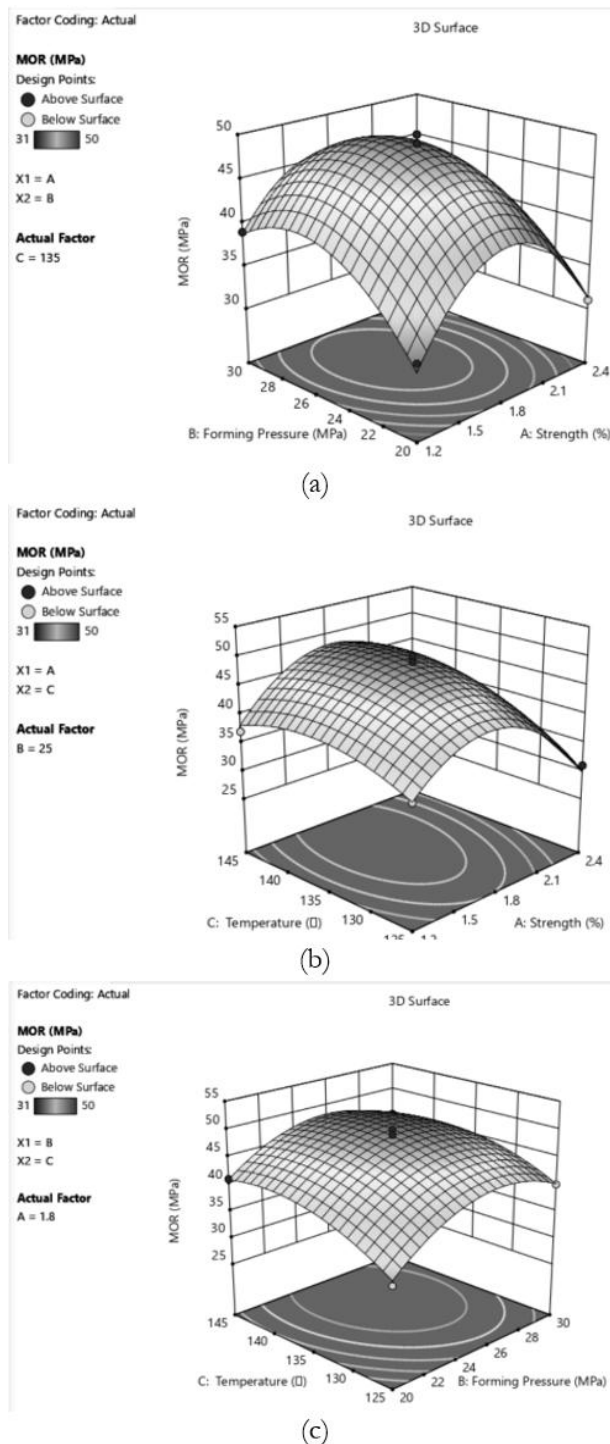 Factor Coding: Actual
3D Surface
MOR (MPa)
Design Points:
Above Surface
Below Surface
31 50
X1 = A
X2 = B
Actual Factor
C = 135
50
45
40
35
30
MOR (MPa)
30
28
26
24
22
20
B: Forming Pressure (MPa)
1.2
1.5
1.8
2.1
2.4
A: Strength (%)
(a)
Factor Coding: Actual
3D Surface
MOR (MPa)
Design Points:
Above Surface
Below Surface
31 50
X1 = A
X2 = C
Actual Factor
B = 25
55
50
45
40
35
30
25
MOR (MPa)
145
140
135
130
125
C: Temperature (▯)
1.2
1.5
1.8
2.1
2.4
A: Strength (%)
(b)
Factor Coding: Actual
3D Surface
MOR (MPa)
Design Points:
Above Surface
Below Surface
31 50
X1 = B
X2 = C
Actual Factor
A = 1.8
55
50
45
40
35
30
25
MOR (MPa)
145
140
135
130
125
C: Temperature (▯)
20
22
24
26
28
30
B: Forming Pressure (MPa)
(c)